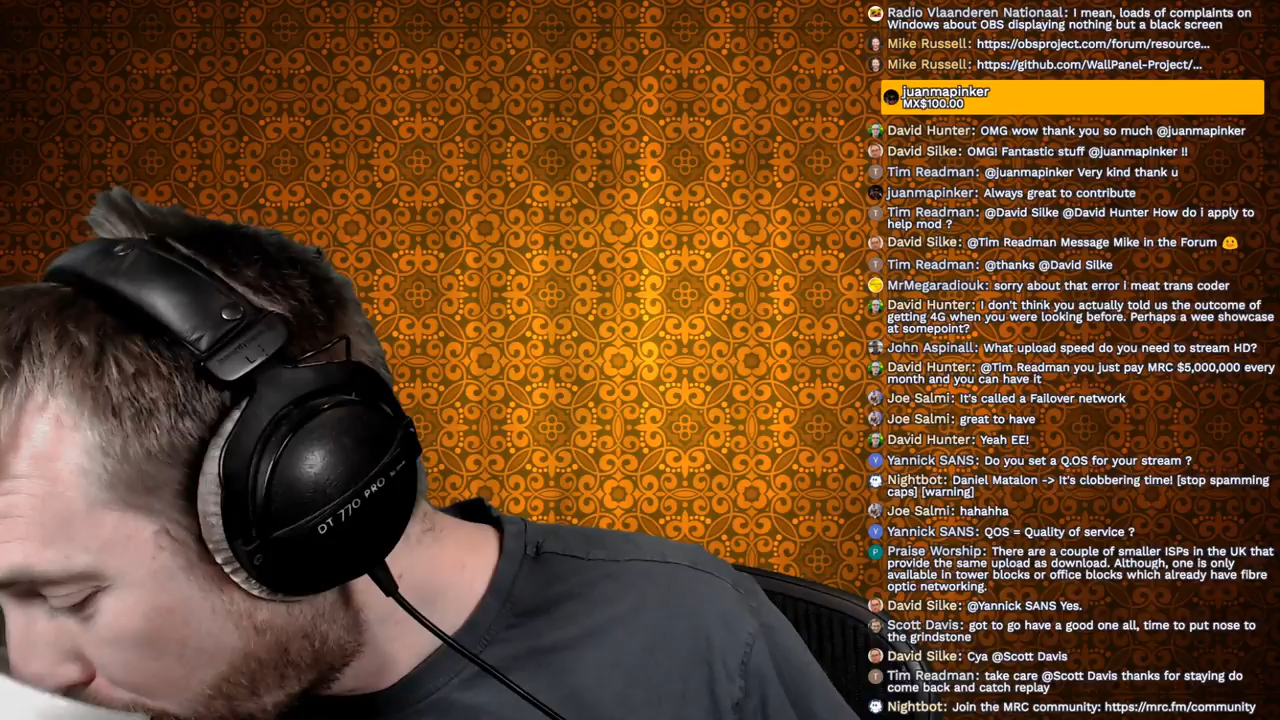 Radio Vlaanderen Nationaal: I mean, loads of complaints on
Windows about OBS displaying nothing but a black screen
Mike Russell: https://obsproject.com/forum/resource...
Mike Russell: https://github.com/WallPanel-Project/...
juanmapinker
MX$100.00
David Hunter: OMG wow thank you so much @juanmapinker
David Silke: OMG! Fantastic stuff @juanmapinker !!
T Tim Readman: @juanmapinker Very kind thank u
juanmapinker: Always great to contribute
T Tim Readman: @David Silke @David Hunter How do i apply to
help mod ?
David Silke: @Tim Readman Message Mike in the Forum 🙂
T Tim Readman: @thanks @David Silke
MrMegaradiouk: sorry about that error i meat trans coder
David Hunter: I don't think you actually told us the outcome of
getting 4G when you were looking before. Perhaps a wee showcase
at somepoint?
John Aspinall: What upload speed do you need to stream HD?
David Hunter: @Tim Readman you just pay MRC $5,000,000 every
month and you can have it
Joe Salmi: It's called a Failover network
Joe Salmi: great to have
David Hunter: Yeah EE!
Y Yannick SANS: Do you set a Q.OS for your stream ?
Nightbot: Daniel Matalon -> It's clobbering time! [stop spamming
caps] [warning]
Joe Salmi: hahahha
Y Yannick SANS: QOS = Quality of service ?
P Praise Worship: There are a couple of smaller ISPs in the UK that
provide the same upload as download. Although, one is only
available in tower blocks or office blocks which already have fibre
optic networking.
David Silke: @Yannick SANS Yes.
Scott Davis: got to go have a good one all, time to put nose to
the grindstone
David Silke: Cya @Scott Davis
T Tim Readman: take care @Scott Davis thanks for staying do
come back and catch replay
Nightbot: Join the MRC community: https://mrc.fm/community
DT 770 PRO